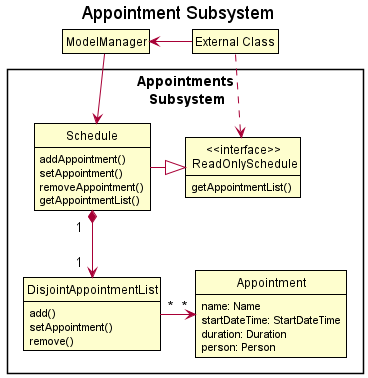 Appointment Subsystem
ModelManager
External Class
Appointments
Subsystem
Schedule
addAppointment()
setAppointment()
removeAppointment()
getAppointmentList()
<<interface>>
ReadOnlySchedule
getAppointmentList()
1
1
DisjointAppointmentList
add()
setAppointment()
remove()
* *
Appointment
name: Name
startDateTime: StartDateTime
duration: Duration
person: Person